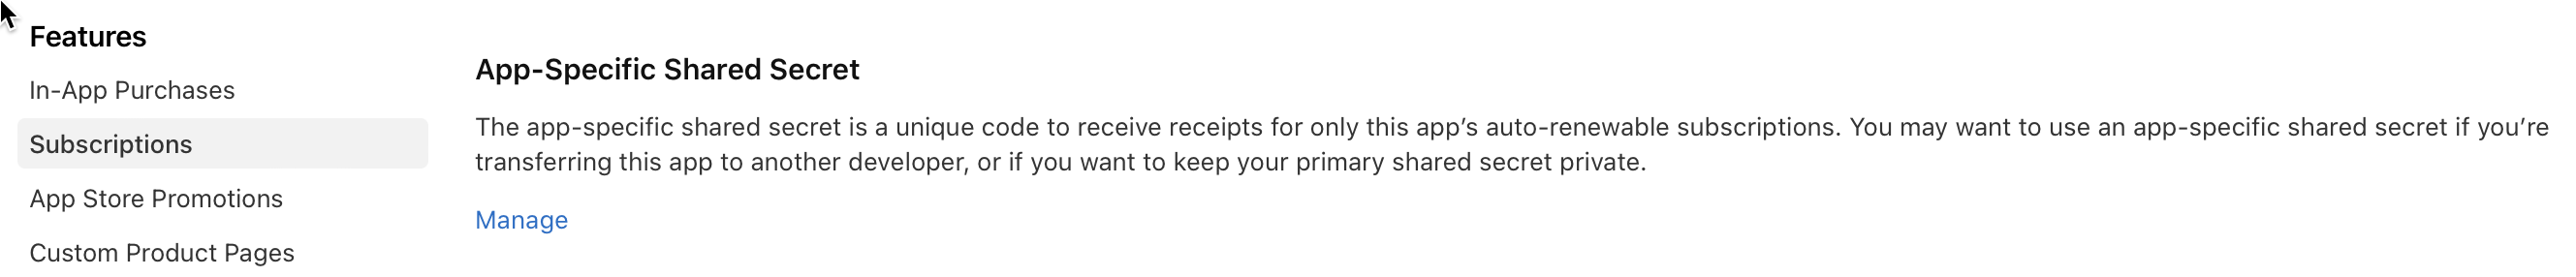 Features
In-App Purchases
Subscriptions
App Store Promotions
Custom Product Pages
App-Specific Shared Secret
The app-specific shared secret is a unique code to receive receipts for only this app’s auto-renewable subscriptions. You may want to use an app-specific shared secret if you’re
transferring this app to another developer, or if you want to keep your primary shared secret private.
Manage